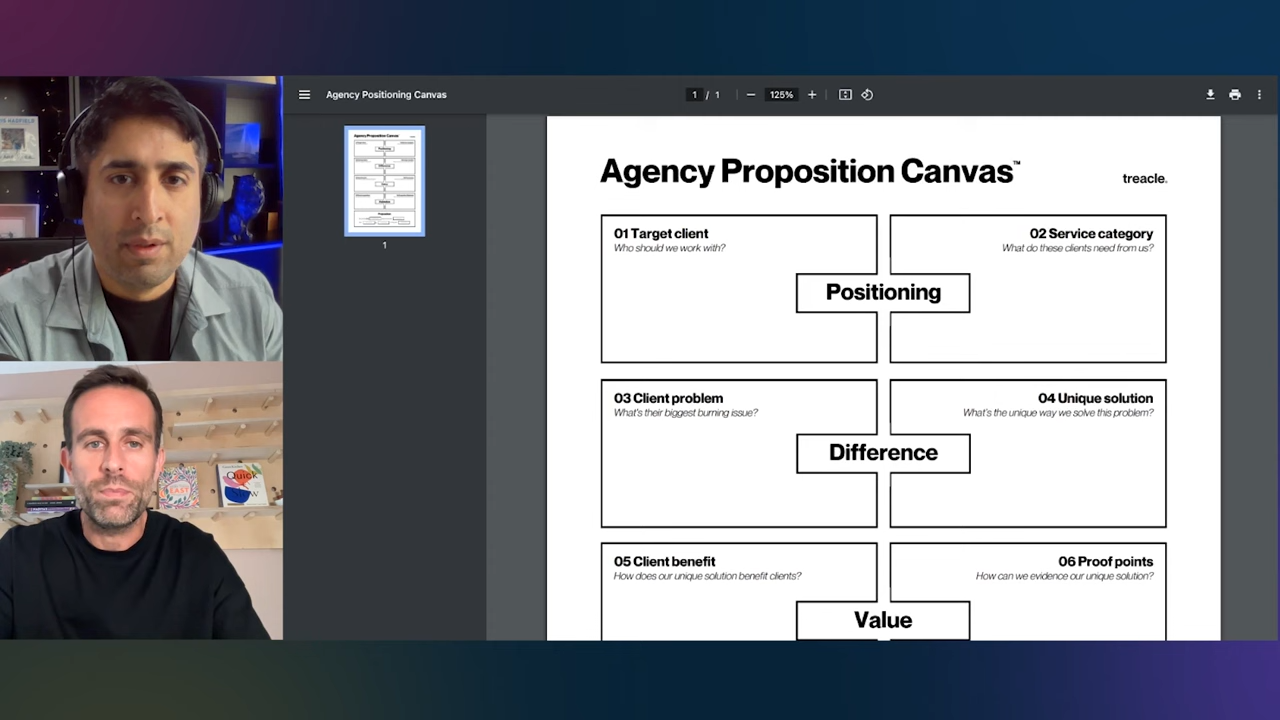 Agency Positioning Canvas
1 / 1
125%
1
Agency Proposition Canvas™
treacle.
01 Target client
Who should we work with?
02 Service category
What do these clients need from us?
Positioning
03 Client problem
What's their biggest burning issue?
04 Unique solution
What's the unique way we solve this problem?
Difference
05 Client benefit
How does our unique solution benefit clients?
06 Proof points
How can we evidence our unique solution?
Value
Quick
Slow
EASY